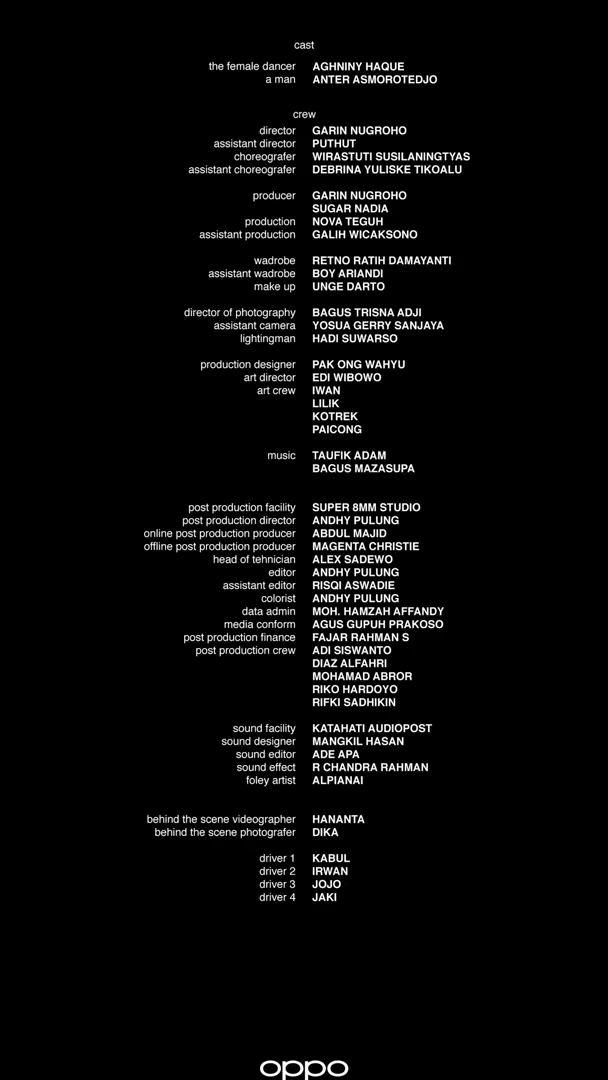 cast
the female dancer AGHNINY HAQUE
a man ANTER ASMOROTEDJO
crew
director GARIN NUGROHO
assistant director PUTHUT
choreografer WIRASTUTI SUSILANINGTYAS
assistant choreografer DEBRINA YULISKE TIKOALU
producer GARIN NUGROHO
SUGAR NADIA
production NOVA TEGUH
assistant production GALIH WICAKSONO
wadrobe RETNO RATIH DAMAYANTI
assistant wadrobe BOY ARIANDI
make up UNGE DARTO
director of photography BAGUS TRISNA ADJI
assistant camera YOSUA GERRY SANJAYA
lightingman HADI SUWARSO
production designer PAK ONG WAHYU
art director EDI WIBOWO
art crew IWAN
LILIK
KOTREK
PAICONG
music TAUFIK ADAM
BAGUS MAZASUPA
post production facility SUPER 8MM STUDIO
post production director ANDHY PULUNG
online post production producer ABDUL MAJID
offline post production producer MAGENTA CHRISTIE
head of tehnician ALEX SADEWO
editor ANDHY PULUNG
assistant editor RISQI ASWADIE
colorist ANDHY PULUNG
data admin MOH. HAMZAH AFFANDY
media conform AGUS GUPUH PRAKOSO
post production finance FAJAR RAHMAN S
post production crew ADI SISWANTO
DIAZ ALFAHRI
MOHAMAD ABROR
RIKO HARDOYO
RIFKI SADHIKIN
sound facility KATAHATI AUDIOPOST
sound designer MANGKIL HASAN
sound editor ADE APA
sound effect R CHANDRA RAHMAN
foley artist ALPIANAI
behind the scene videographer HANANTA
behind the scene photografer DIKA
driver 1 KABUL
driver 2 IRWAN
driver 3 JOJO
driver 4 JAKI
oppo